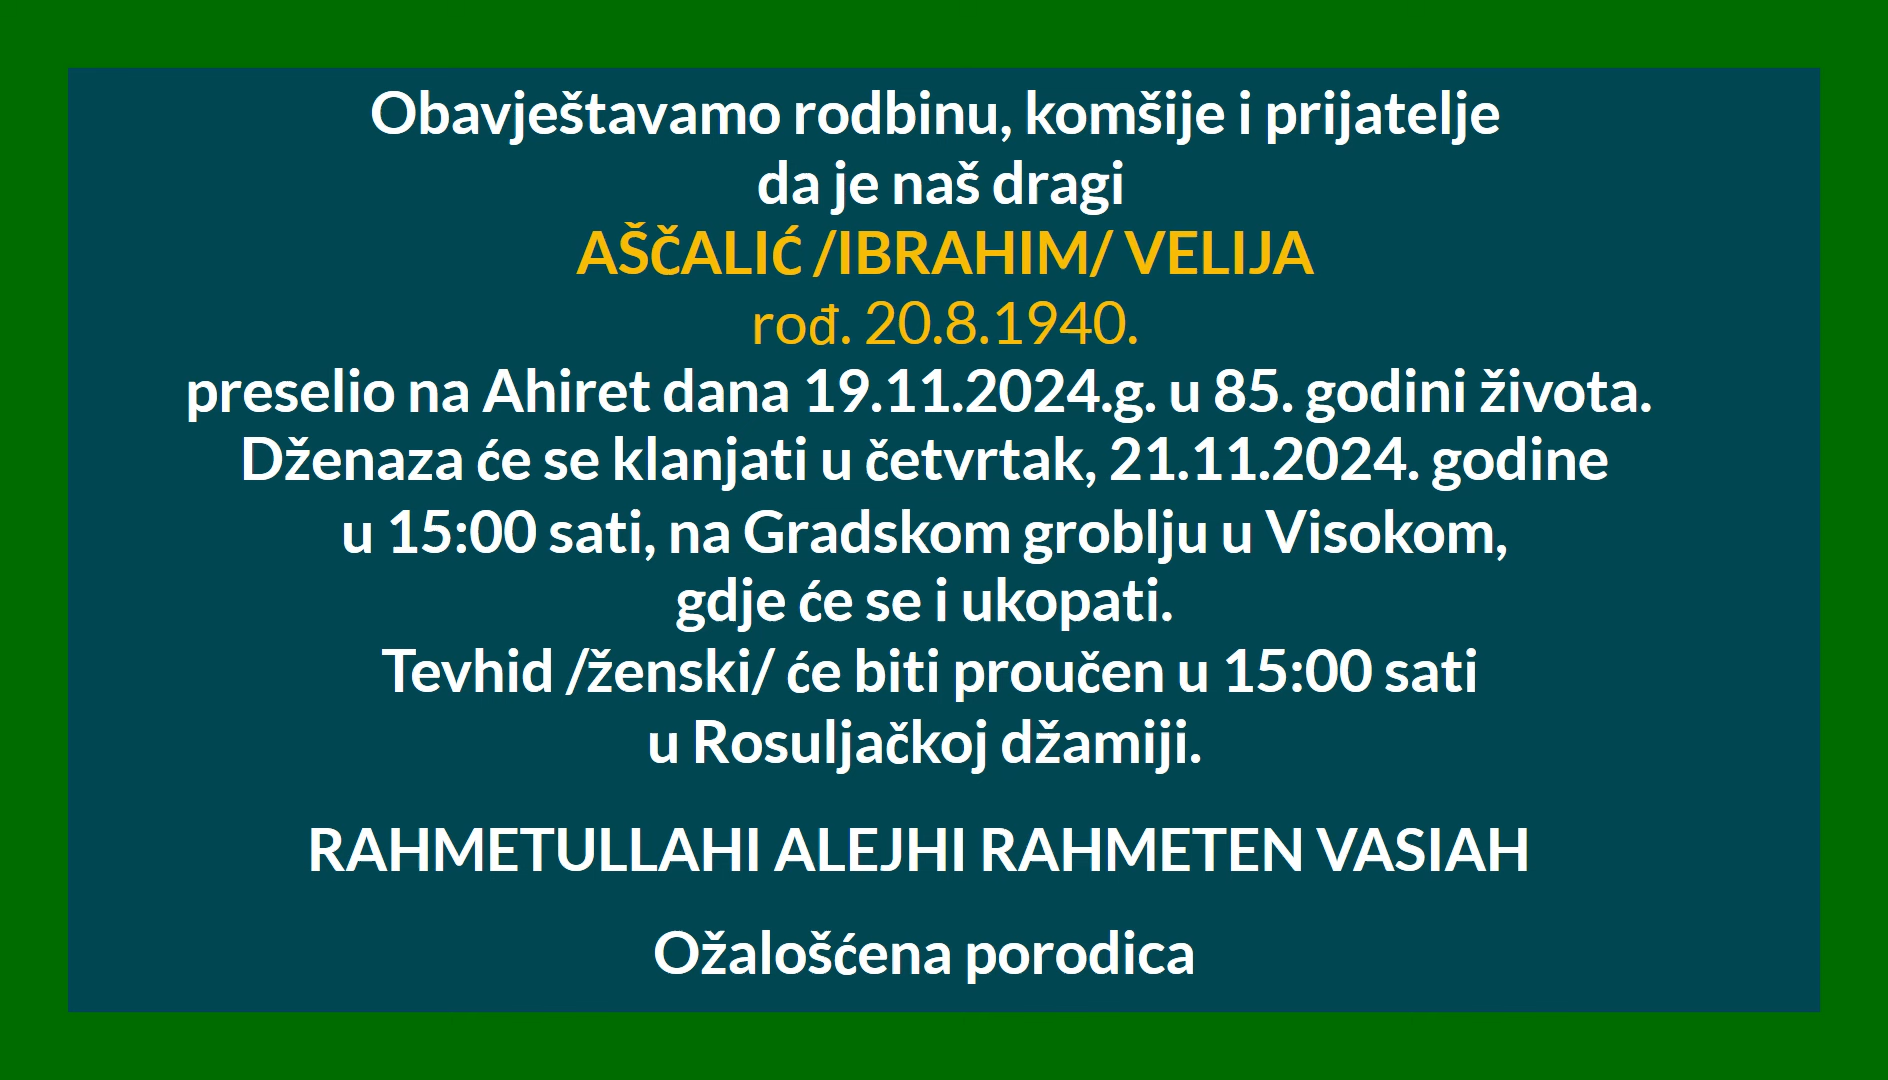 Obavještavamo rodbinu, komšije i prijatelje
da je naš dragi
AŠČALIĆ /IBRAHIM/ VELIJA
rođ. 20.8.1940.
preselio na Ahiret dana 19.11.2024.g. u 85. godini života.
Dženaza će se klanjati u četvrtak, 21.11.2024. godine
u 15:00 sati, na Gradskom groblju u Visokom,
gdje će se i ukopati.
Tevhid /ženski/ će biti proučen u 15:00 sati
u Rosuljačkoj džamiji.
RAHMETULLAHI ALEJHI RAHMETEN VASIAH
Ožalošćena porodica